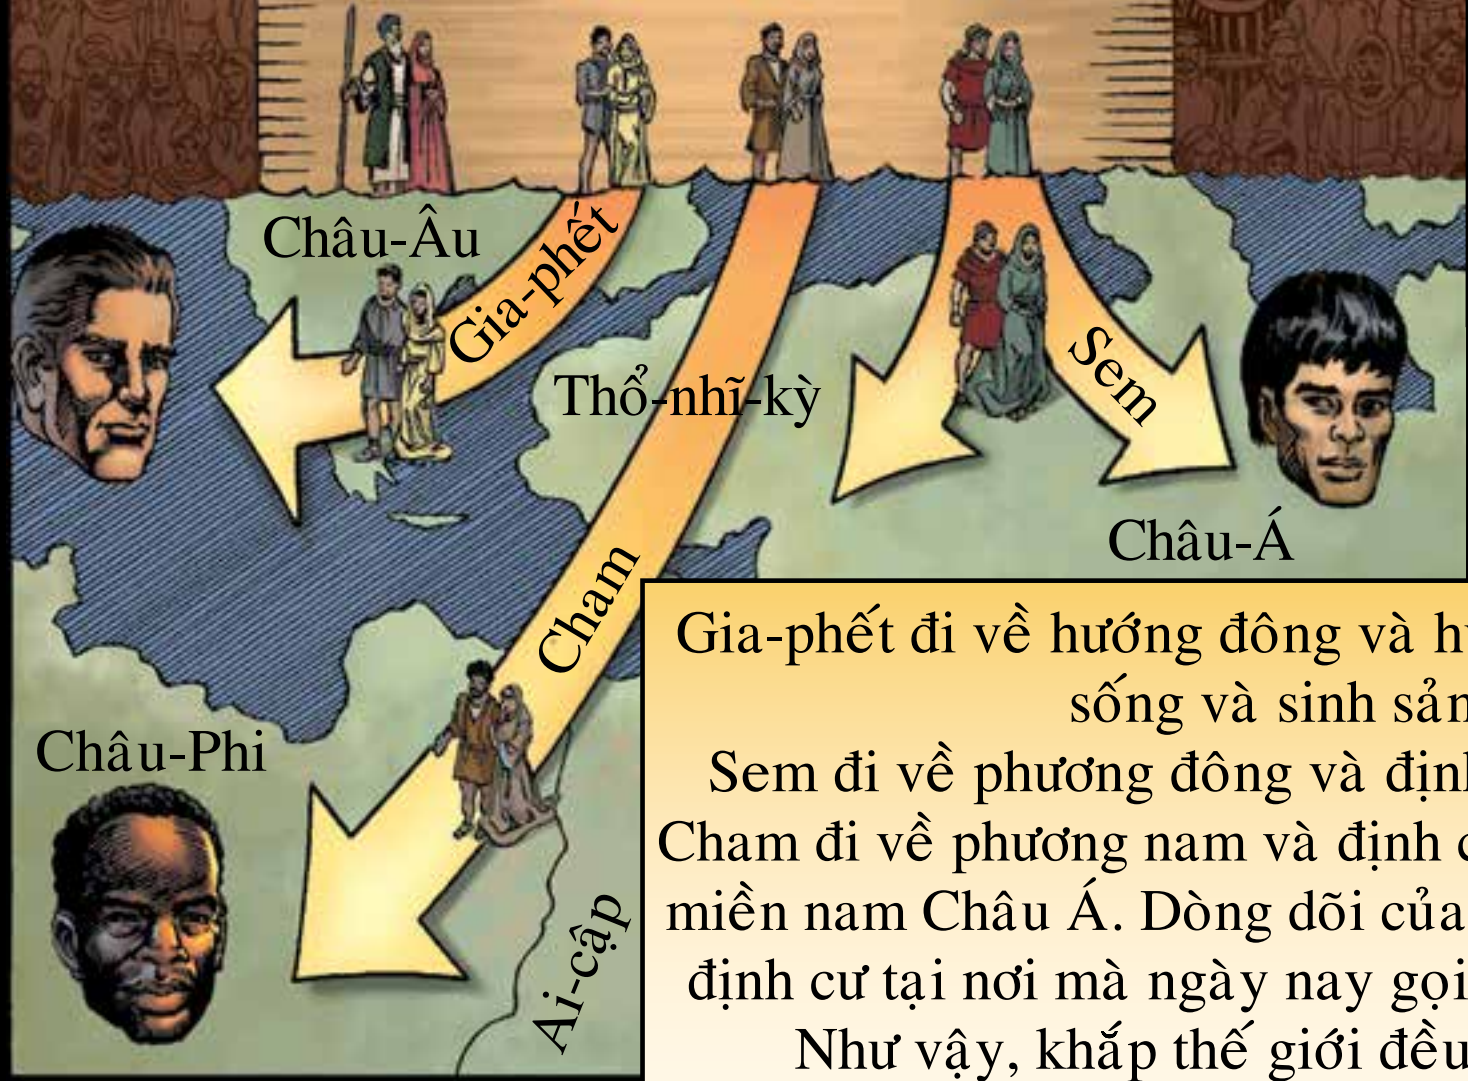 Châu-Âu
Gia-phết
Thổ-nhĩ-kỳ
Sem
Châu-Á
Cham
Châu-Phi
Ai-cập
Gia-phết đi về hướng đông và
sống và sinh
Sem đi về phương đông và
Cham đi về phương nam và định
miền nam Châu Á. Dòng dõi của
định cư tại nơi mà ngày nay gọi
Như vậy, khắp thế giới đều